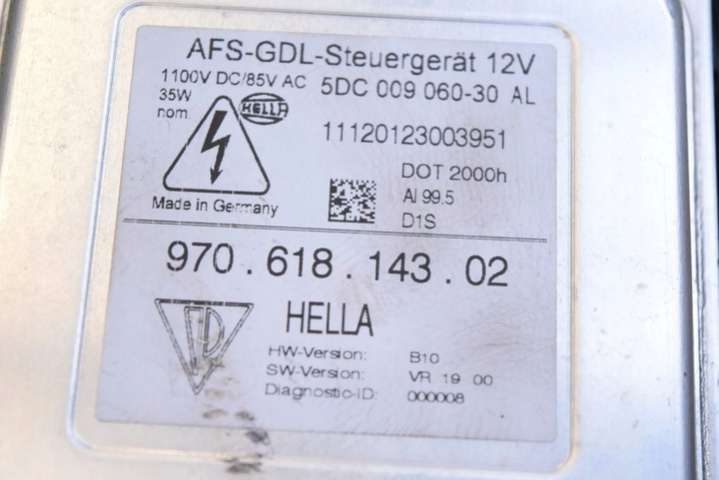 AFS-GDL-Steuergerät 12V
1100V DC/85V AC 5DC 009 060-30 AL
35W
nom.
HELLA
11120123003951
DOT 2000h
Al 99.5
D1S
Made in Germany
970.618.143.02
HELLA
HW-Version: B10
SW-Version: VR 19 00
Diagnostic-ID: 000008